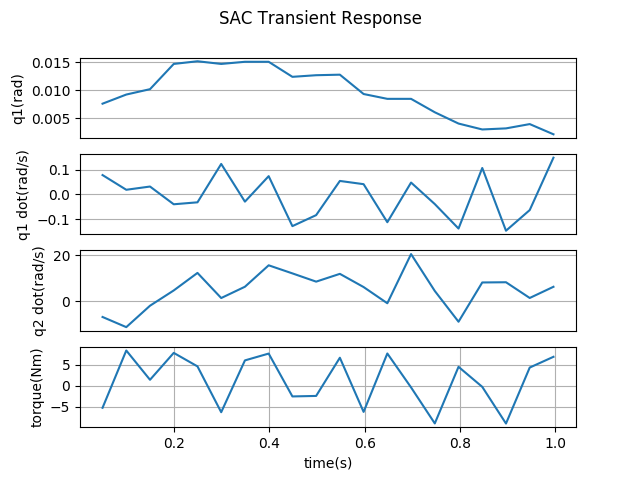 SAC Transient Response
q1(rad)
0.015
0.010
0.005
q1 dot(rad/s)
0.1
0.0
−0.1
q2 dot(rad/s)
20
0
torque(Nm)
5
0
−5
0.2 0.4 0.6 0.8 1.0
time(s)